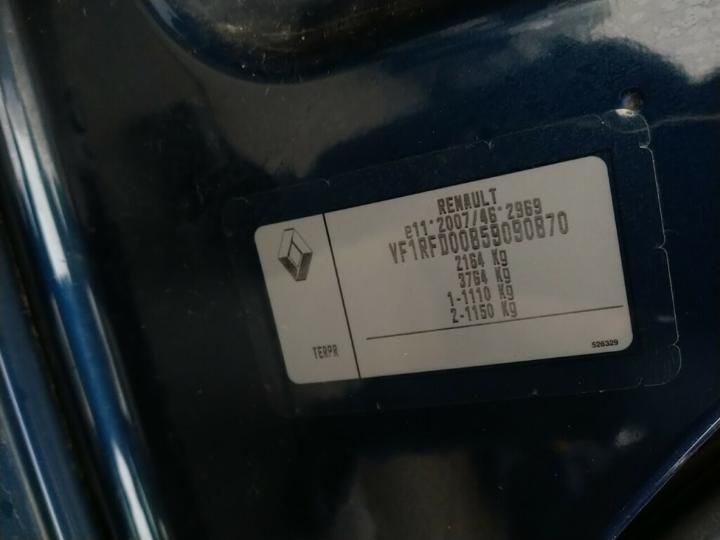 RENAULT
e11*2007/46*2969
VF1RFD00859090870
2164 Kg
3764 Kg
1-1110 Kg
2-1150 Kg
TERPR
526329